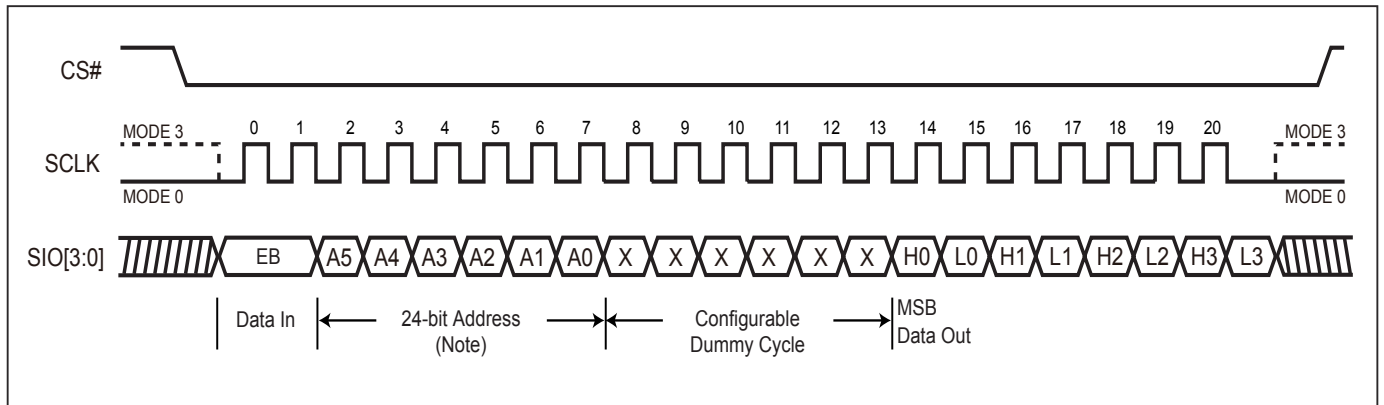 CS#
MODE 3 0 1 2 3 4 5 6 7 8 9 10 11 12 13 14 15 16 17 18 19 20 MODE 3
SCLK
MODE 0 MODE 0
SIO[3:0] EB A5 A4 A3 A2 A1 A0 X X X X X X H0 L0 H1 L1 H2 L2 H3 L3
Data In 24-bit Address Configurable MSB
(Note) Dummy Cycle Data Out